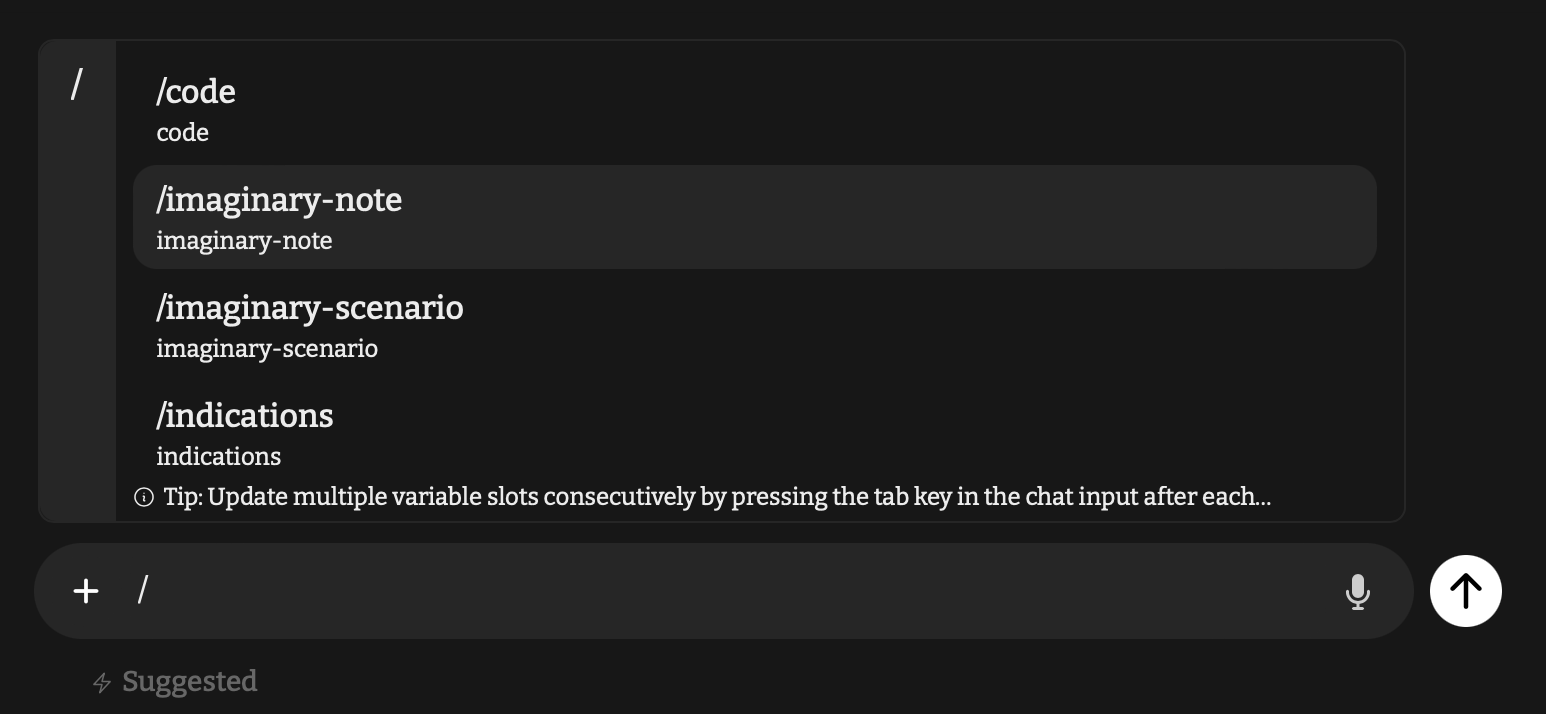 /
/code
code
/imaginary-note
imaginary-note
/imaginary-scenario
imaginary-scenario
/indications
indications
Tip: Update multiple variable slots consecutively by pressing the tab key in the chat input after each...
/
Suggested